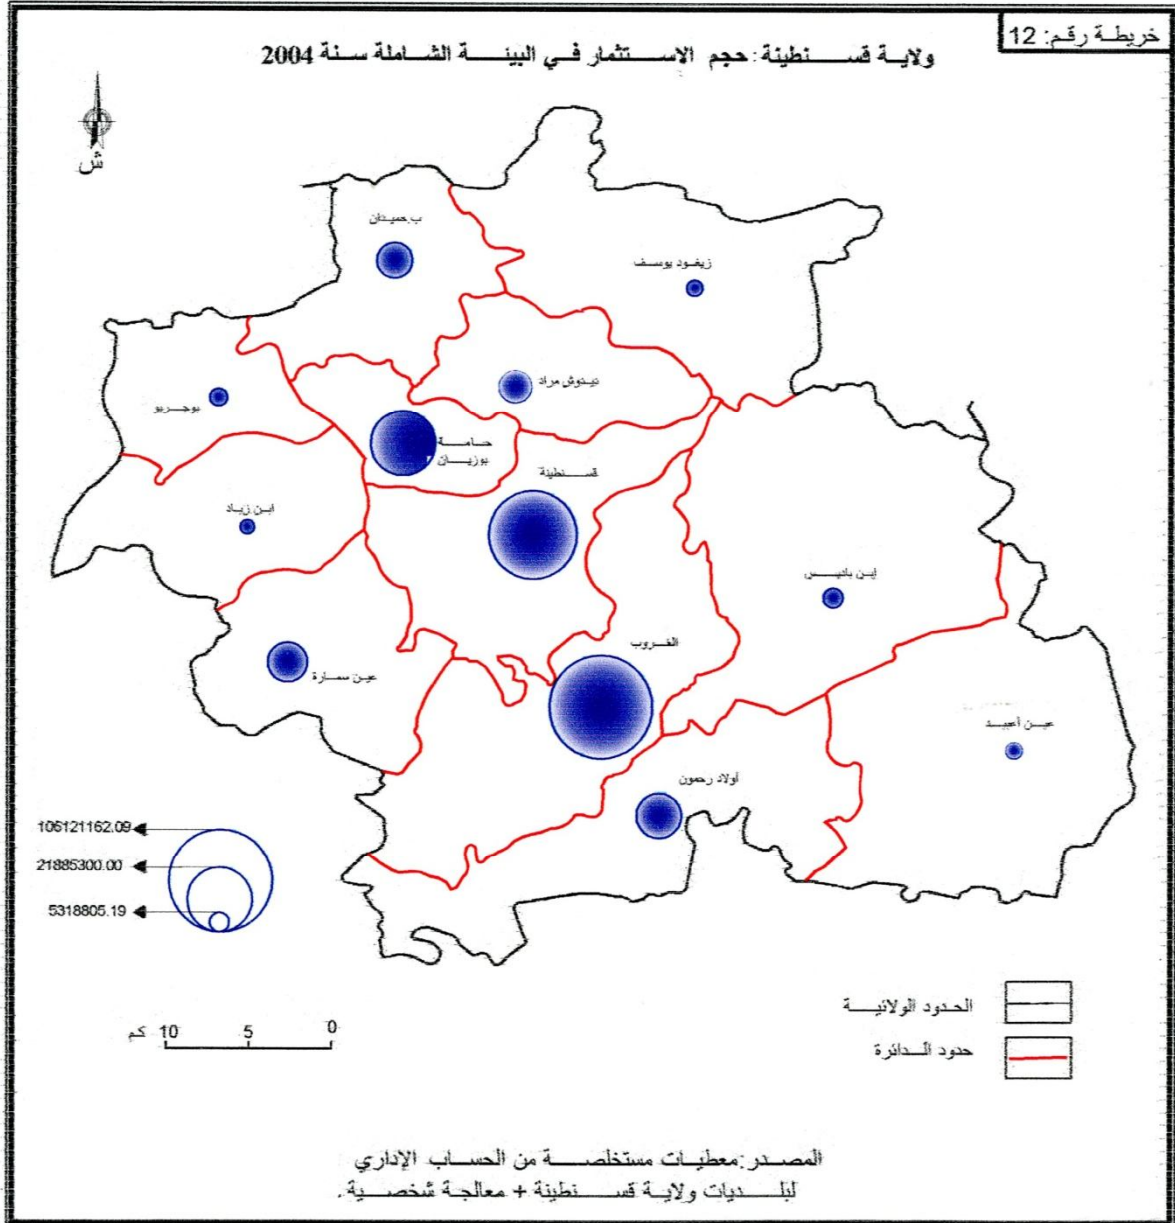 خريطة رقم: 12
ولاية قسنطينة: حجم الاستثمار في البيئة الشاملة سنة 2004
ش
ب.حميدان
زيغود يوسف
ديدوش مراد
بوجريو
حامة
بوزيان
قسنطينة
ابن زياد
إبن باديس
الخروب
عين سمارة
عين أعبيد
أولاد رحمون
106121162.09
21885300.00
5318805.19
0 5 10 كم
الحدود الولائية
حدود الدائرة
المصدر: معطيات مستخلصة من الحساب الإداري
لبلديات ولاية قسنطينة + معالجة شخصية.